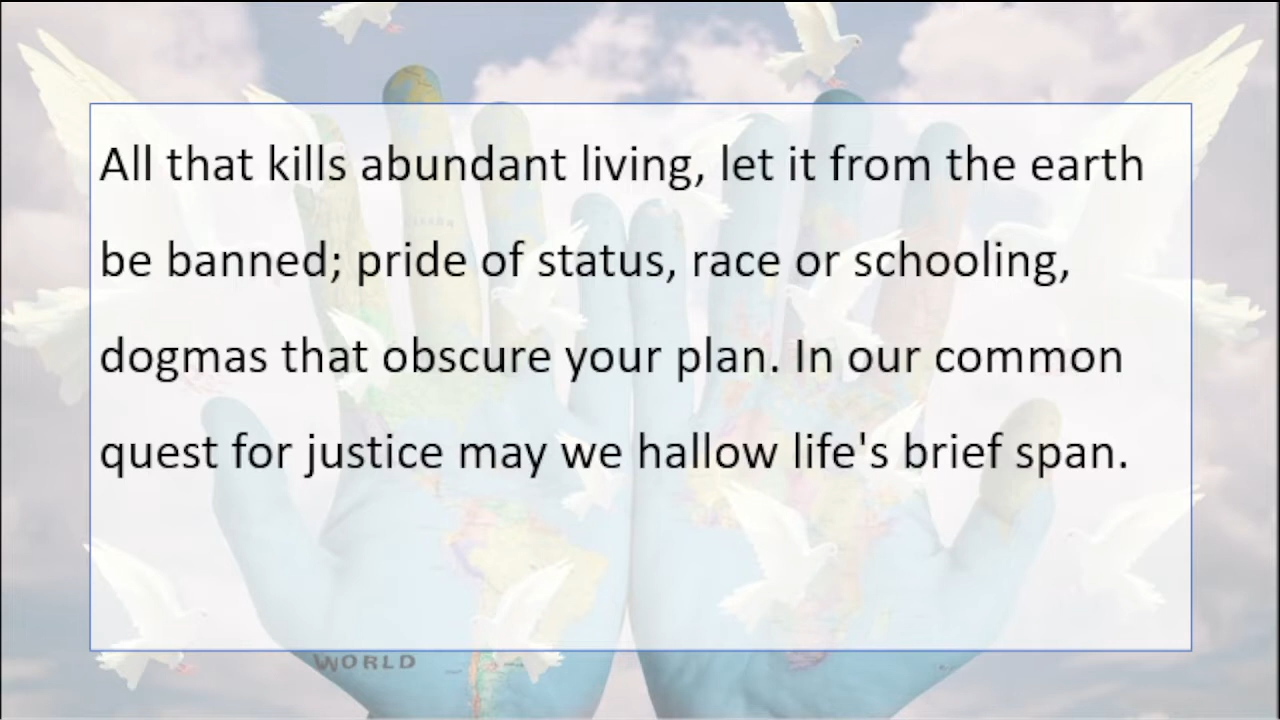 All that kills abundant living, let it from the earth
be banned; pride of status, race or schooling,
dogmas that obscure your plan. In our common
quest for justice may we hallow life's brief span.
WORLD